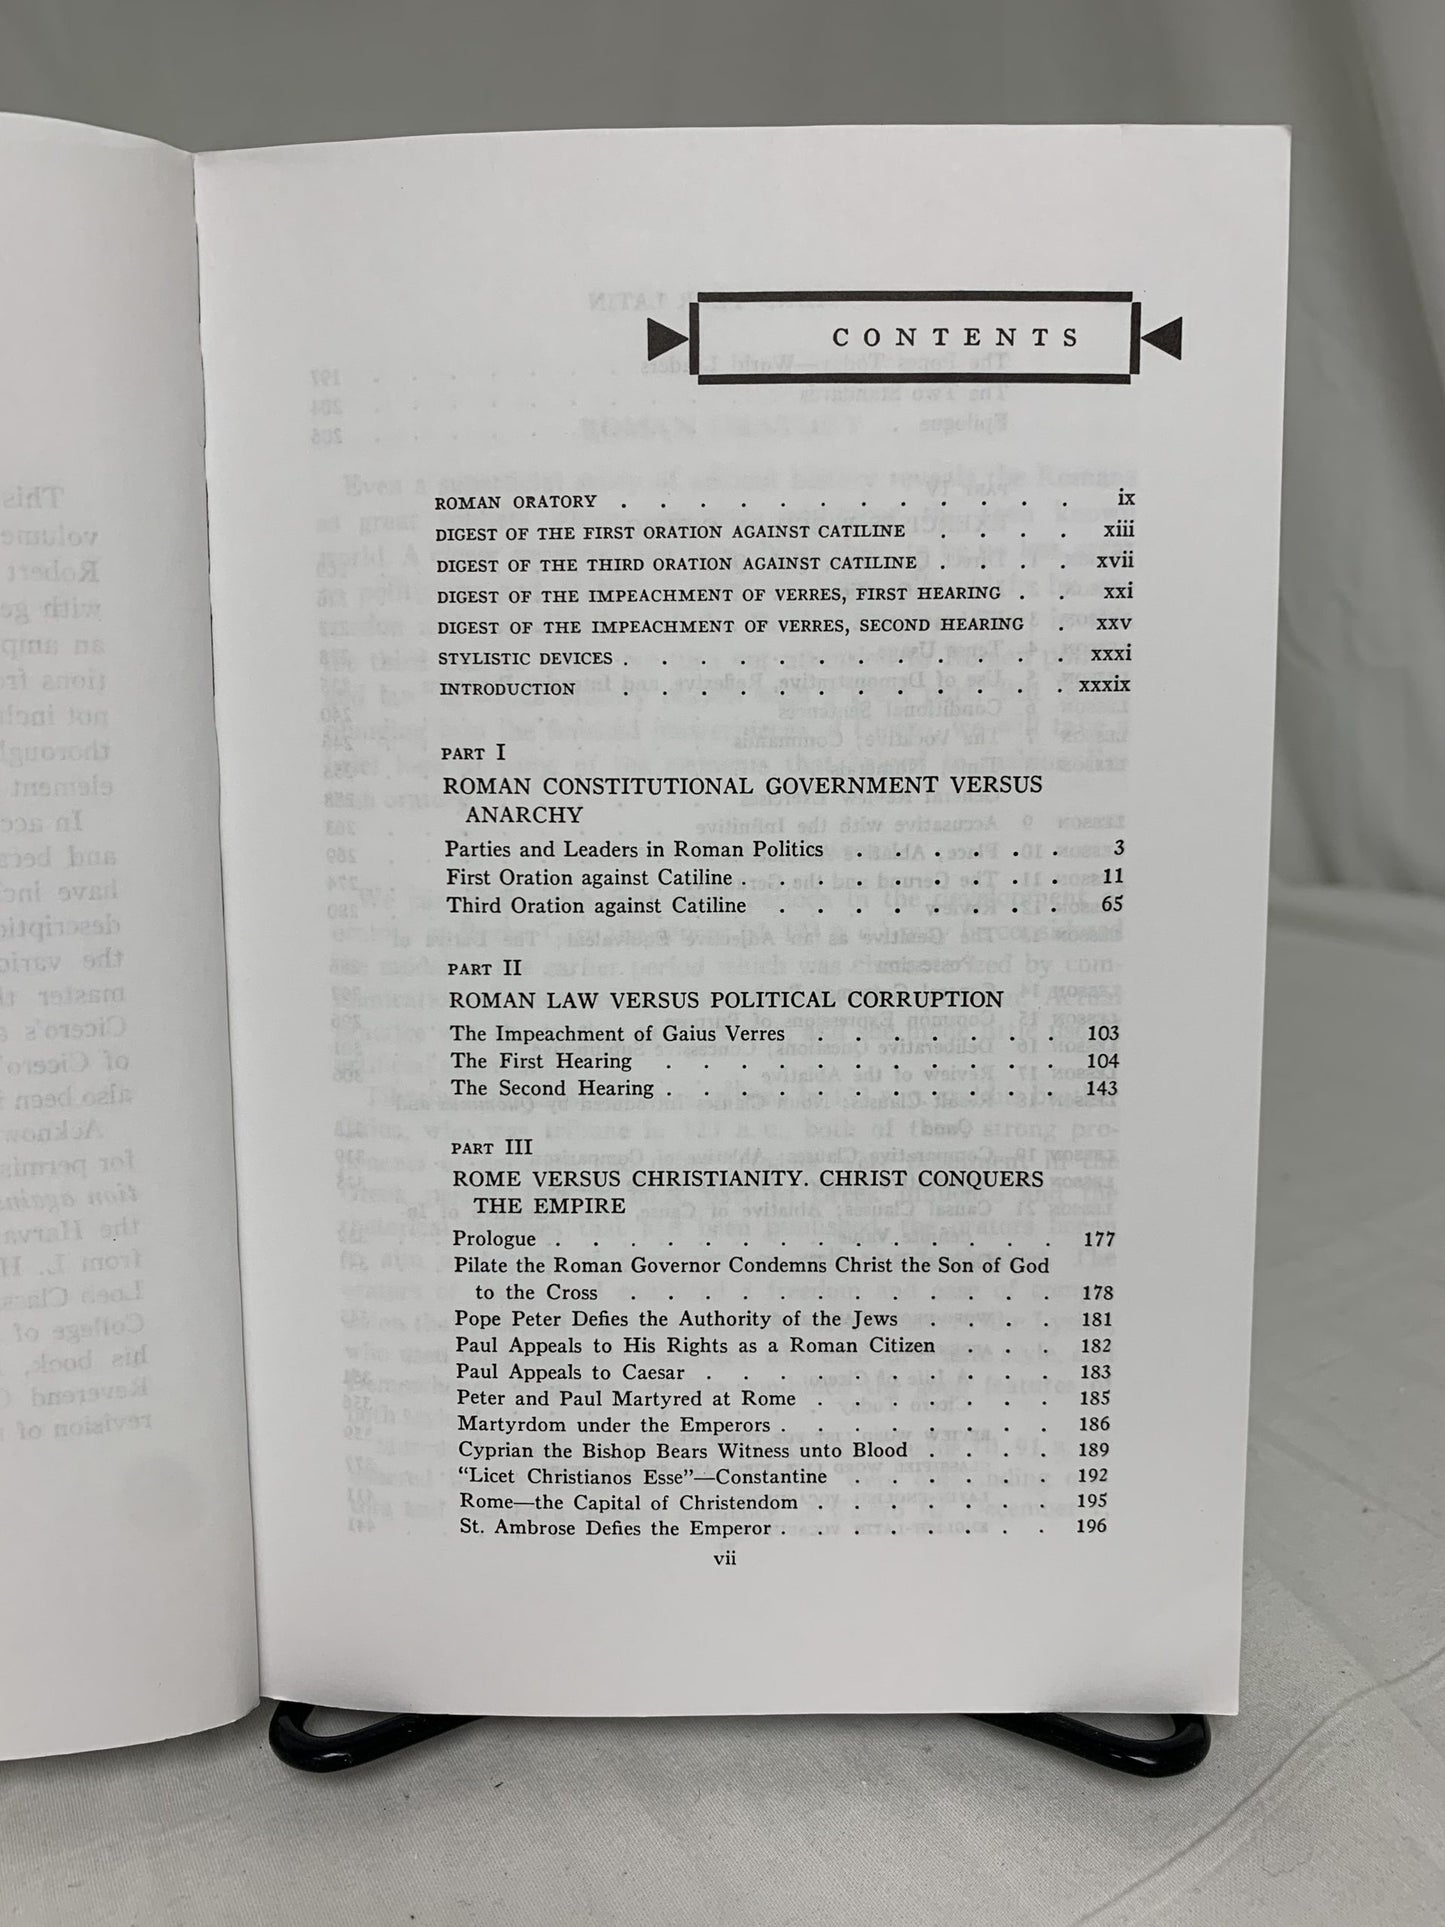 CONTENTS
ROMAN ORATORY . . . . . . . . . . . . ix
DIGEST OF THE FIRST ORATION AGAINST CATILINE . . . . xiii
DIGEST OF THE THIRD ORATION AGAINST CATILINE . . . . xvii
DIGEST OF THE IMPEACHMENT OF VERRES, FIRST HEARING . . xxi
DIGEST OF THE IMPEACHMENT OF VERRES, SECOND HEARING . xxv
STYLISTIC DEVICES . . . . . . . . . . . . xxxi
INTRODUCTION . . . . . . . . . . . . xxxix
PART I
ROMAN CONSTITUTIONAL GOVERNMENT VERSUS
ANARCHY
Parties and Leaders in Roman Politics . . . . . . 3
First Oration against Catiline . . . . . . . . . 11
Third Oration against Catiline . . . . . . . . 65
PART II
ROMAN LAW VERSUS POLITICAL CORRUPTION
The Impeachment of Gaius Verres . . . . . . . 103
The First Hearing . . . . . . . . . . . 104
The Second Hearing . . . . . . . . . . . 143
PART III
ROME VERSUS CHRISTIANITY. CHRIST CONQUERS
THE EMPIRE
Prologue . . . . . . . . . . . . . . 177
Pilate the Roman Governor Condemns Christ the Son of God
to the Cross . . . . . . . . . . . . 178
Pope Peter Defies the Authority of the Jews . . . . 181
Paul Appeals to His Rights as a Roman Citizen . . . 182
Paul Appeals to Caesar . . . . . . . . . . 183
Peter and Paul Martyred at Rome . . . . . . . 185
Martyrdom under the Emperors . . . . . . . . 186
Cyprian the Bishop Bears Witness unto Blood . . . . 189
“Licet Christianos Esse”—Constantine . . . . . . 192
Rome—the Capital of Christendom . . . . . . . 195
St. Ambrose Defies the Emperor . . . . . . . . 196
vii